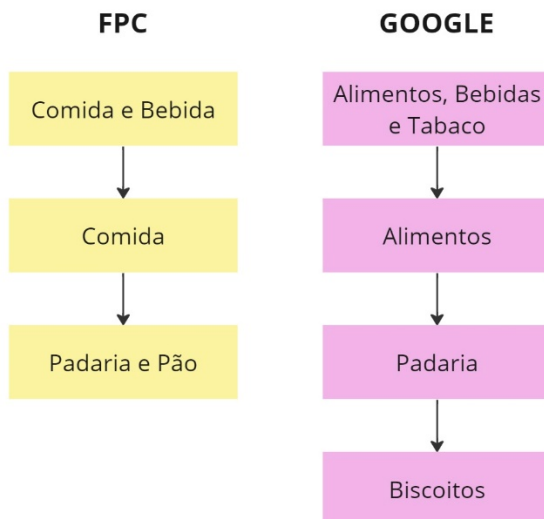 FPC
Comida e Bebida
Comida
Padaria e Pão
GOOGLE
Alimentos, Bebidas
e Tabaco
Alimentos
Padaria
Biscoitos